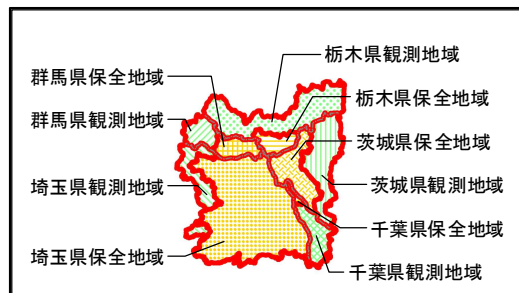 栃木県観測地域
群馬県保全地域
栃木県保全地域
群馬県観測地域
茨城県保全地域
埼玉県観測地域
茨城県観測地域
千葉県保全地域
埼玉県保全地域
千葉県観測地域